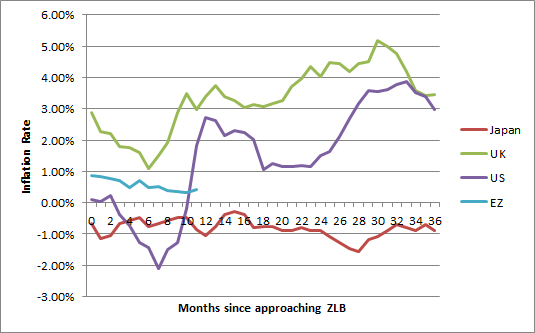 6.00%
5.00%
4.00%
3.00%
2.00%
1.00%
0.00%
-1.00%
-2.00%
-3.00%
Inflation Rate
0 2 4 6 8 10 12 14 16 18 20 22 24 26 28 30 32 34 36
Months since approaching ZLB
Japan
UK
US
EZ